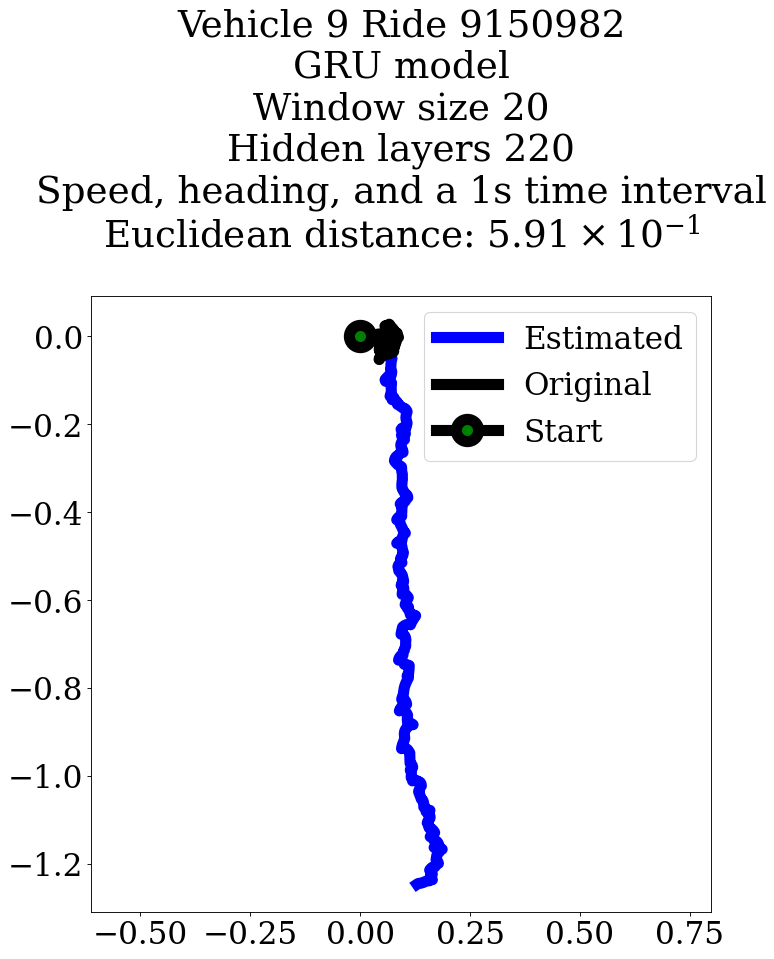 Vehicle 9 Ride 9150982
GRU model
Window size 20
Hidden layers 220
Speed, heading, and a 1s time interval
Euclidean distance: 5.91 × 10⁻¹
Estimated
Original
Start
0.0
−0.2
−0.4
−0.6
−0.8
−1.0
−1.2
−0.50 −0.25 0.00 0.25 0.50 0.75